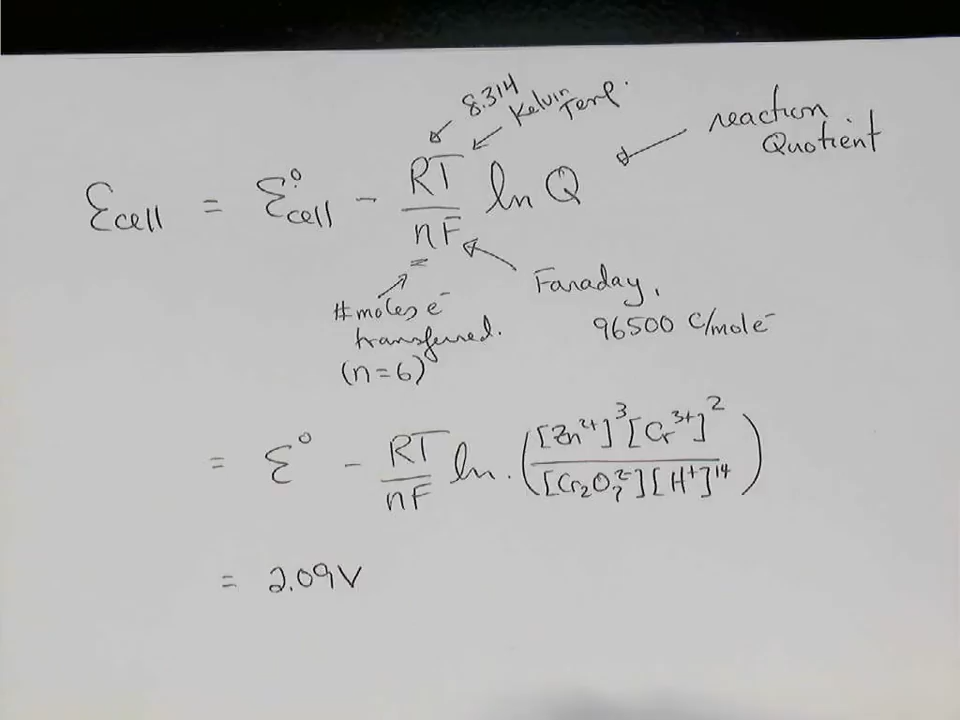 8.314
Kelvin Temp.
reaction
Quotient
Ɛcell = Ɛ°cell - RT/nF ln Q
#moles e⁻
transferred.
(n=6)
Faraday,
96500 C/mole⁻
= Ɛ° - RT/nF ln. ([Zn²⁺]³[Cr³⁺]²/[Cr₂O₇²⁻][H⁺]¹⁴)
= 2.09V